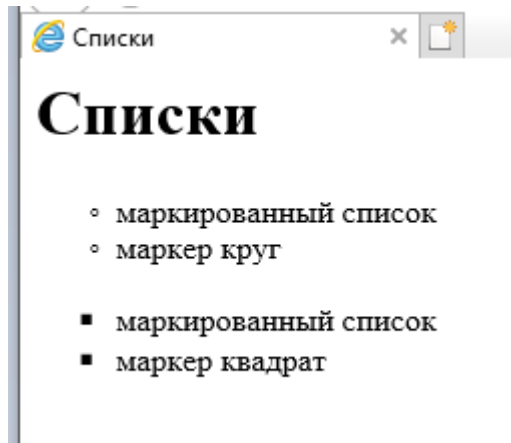 Списки
Списки
маркированный список
маркер круг
маркированный список
маркер квадрат